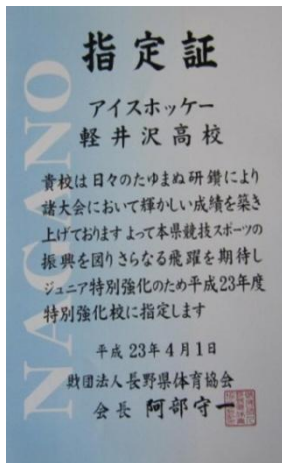 指定証
アイスホッケー
軽井沢高校
貴校は日々のたゆまぬ研鑽により
諸大会において輝かしい成績を築き
上げておりますよって本県競技スポーツの
振興を図りさらなる飛躍を期待し
ジュニア特別強化のため平成23年度
特別強化校に指定します
平成23年4月1日
財団法人長野県体育協会
会長 阿部守一
NAGANO